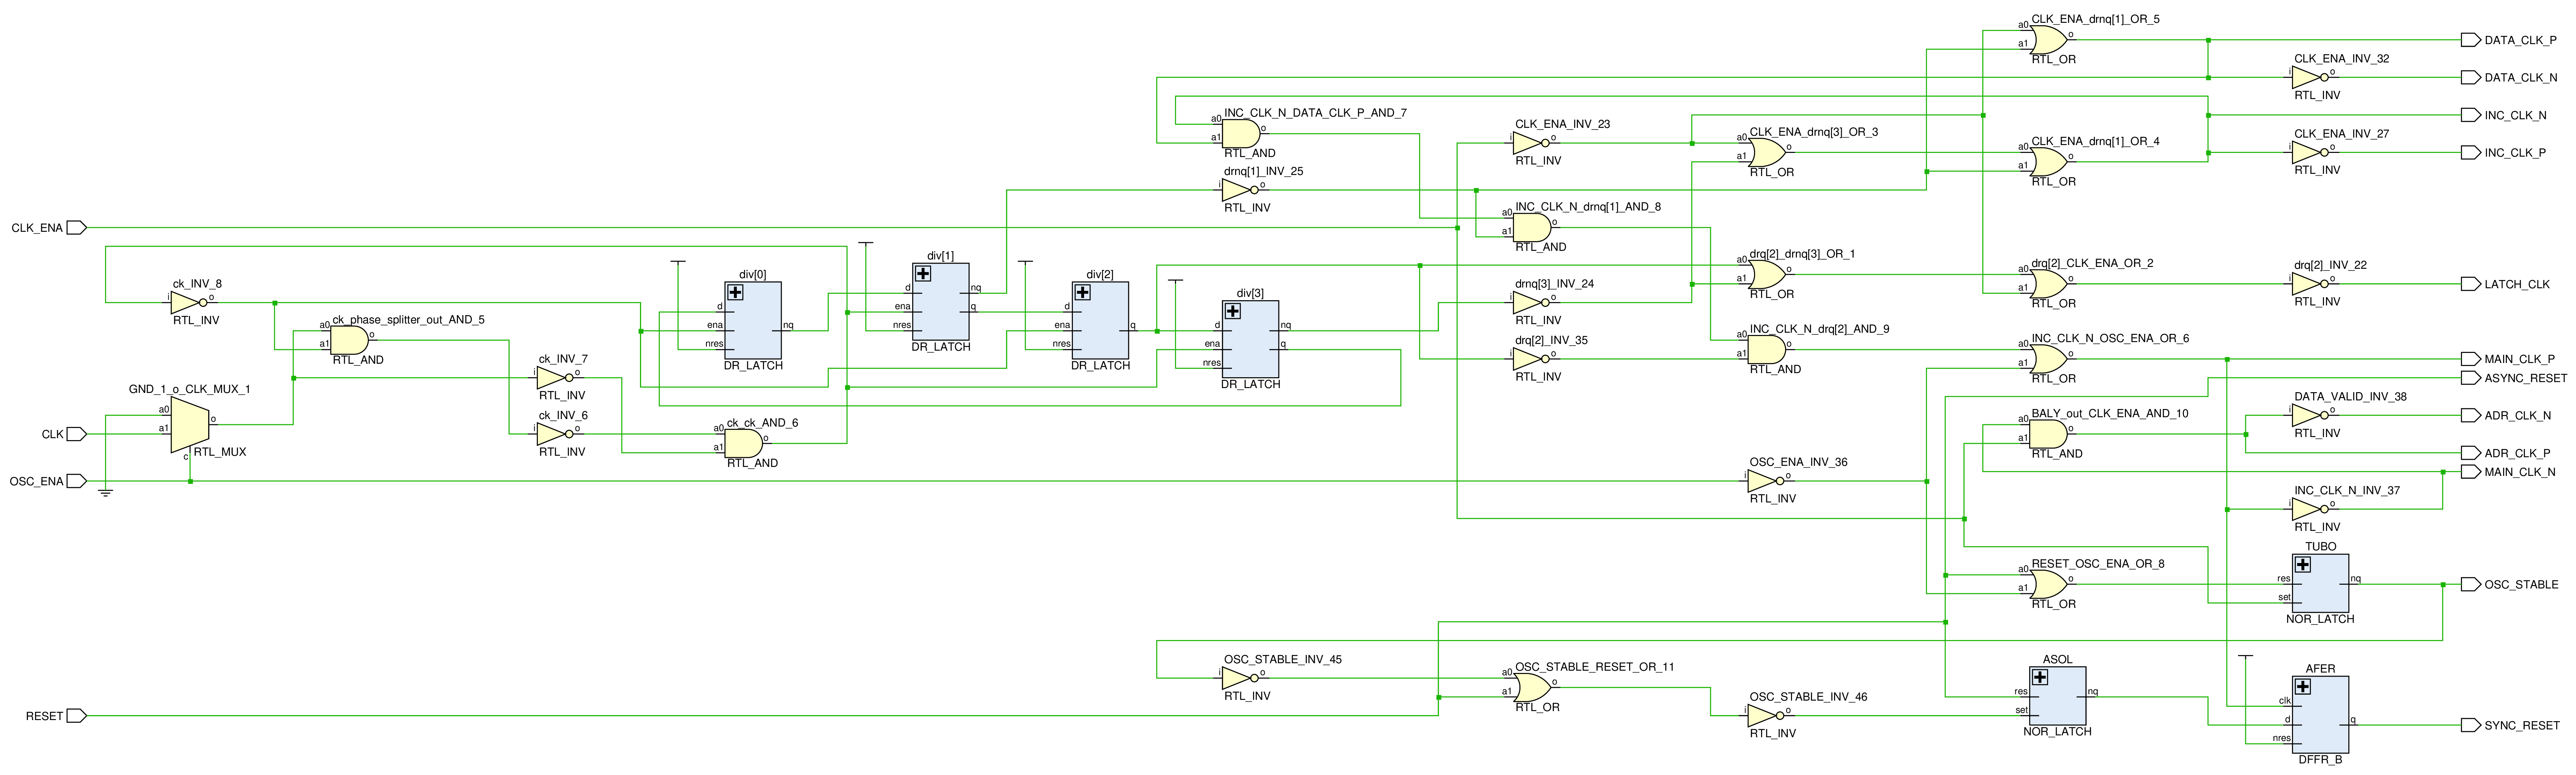 CLK_ENA_drnq[1]_OR_5
a0
a1
o
RTL_OR
DATA_CLK_P
CLK_ENA_INV_32
i
o
RTL_INV
DATA_CLK_N
INC_CLK_N_DATA_CLK_P_AND_7
a0
a1
o
RTL_AND
CLK_ENA_INV_23
i
o
RTL_INV
CLK_ENA_drnq[3]_OR_3
a0
a1
o
RTL_OR
CLK_ENA_drnq[1]_OR_4
a0
a1
o
RTL_OR
INC_CLK_N
CLK_ENA_INV_27
i
o
RTL_INV
INC_CLK_P
drnq[1]_INV_25
i
o
RTL_INV
INC_CLK_N_drnq[1]_AND_8
a0
a1
o
RTL_AND
CLK_ENA
ck_INV_8
i
o
RTL_INV
ck_phase_splitter_out_AND_5
a0
a1
o
RTL_AND
GND_1_o_CLK_MUX_1
a0
a1
c
o
RTL_MUX
CLK
OSC_ENA
ck_INV_7
i
o
RTL_INV
ck_INV_6
i
o
RTL_INV
ck_ck_AND_6
a0
a1
o
RTL_AND
div[0]
d
ena
nres
nq
DR_LATCH
div[1]
d
ena
nres
nq
q
DR_LATCH
div[2]
d
ena
nres
q
DR_LATCH
div[3]
d
ena
nres
nq
q
DR_LATCH
drnq[3]_INV_24
i
o
RTL_INV
drq[2]_INV_35
i
o
RTL_INV
drq[2]_drnq[3]_OR_1
a0
a1
o
RTL_OR
INC_CLK_N_drq[2]_AND_9
a0
a1
o
RTL_AND
drq[2]_CLK_ENA_OR_2
a0
a1
o
RTL_OR
drq[2]_INV_22
i
o
RTL_INV
LATCH_CLK
INC_CLK_N_OSC_ENA_OR_6
a0
a1
o
RTL_OR
MAIN_CLK_P
ASYNC_RESET
DATA_VALID_INV_38
i
o
RTL_INV
ADR_CLK_N
BALY_out_CLK_ENA_AND_10
a0
a1
o
RTL_AND
ADR_CLK_P
MAIN_CLK_N
OSC_ENA_INV_36
i
o
RTL_INV
INC_CLK_N_INV_37
i
o
RTL_INV
RESET_OSC_ENA_OR_8
a0
a1
o
RTL_OR
TUBO
res
set
nq
NOR_LATCH
OSC_STABLE
RESET
OSC_STABLE_INV_45
i
o
RTL_INV
OSC_STABLE_RESET_OR_11
a0
a1
o
RTL_OR
OSC_STABLE_INV_46
i
o
RTL_INV
ASOL
res
set
nq
NOR_LATCH
AFER
clk
d
nres
q
DFFR_B
SYNC_RESET